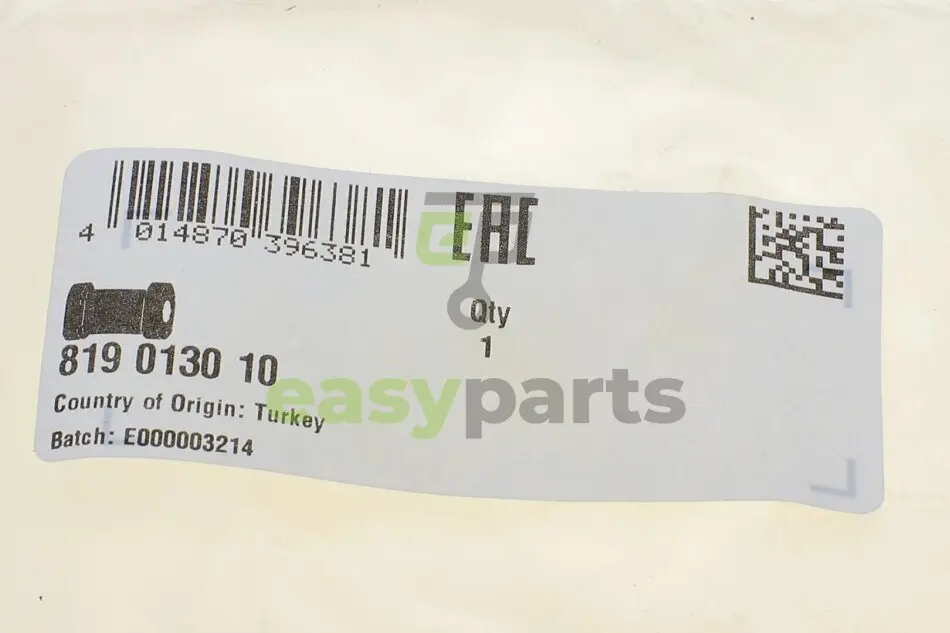 4 014870 396381
EAC
Qty
1
819 0130 10
easyparts
Country of Origin: Turkey
Batch: E000003214